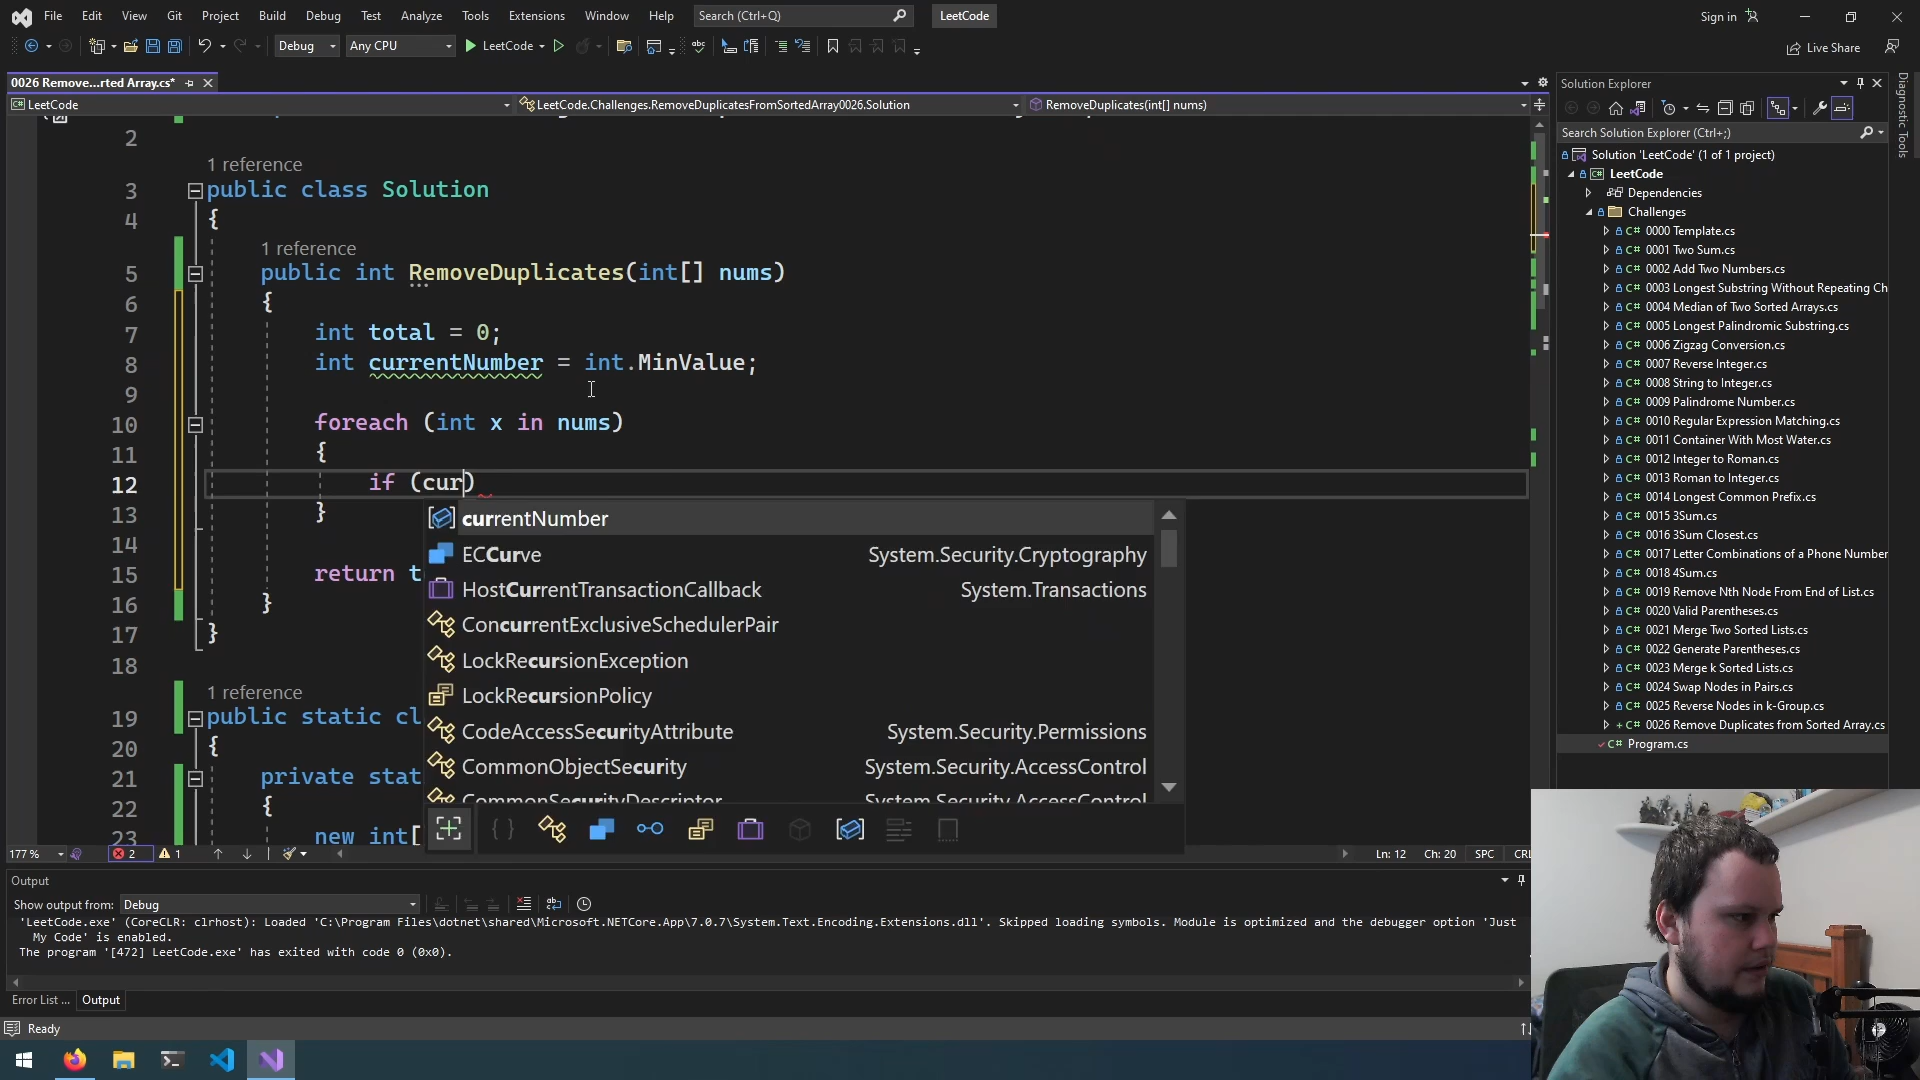 File Edit View Git Project Build Debug Test Analyze Tools Extensions Window Help Search (Ctrl+Q) LeetCode Sign in
Debug Any CPU LeetCode Live Share
0026 Remove...rted Array.cs*
LeetCode LeetCode.Challenges.RemoveDuplicatesFromSortedArray0026.Solution RemoveDuplicates(int[] nums)
2
1 reference
3 public class Solution
4 {
1 reference
5 public int RemoveDuplicates(int[] nums)
6 {
7 int total = 0;
8 int currentNumber = int.MinValue;
9
10 foreach (int x in nums)
11 {
12 if (cur)
13 }
14
15 return t
16 }
17 }
18
1 reference
19 public static cl
20 {
21 private stat
22 {
23 new int[
currentNumber
ECCurve System.Security.Cryptography
HostCurrentTransactionCallback System.Transactions
ConcurrentExclusiveSchedulerPair
LockRecursionException
LockRecursionPolicy
CodeAccessSecurityAttribute System.Security.Permissions
CommonObjectSecurity System.Security.AccessControl
CommonSecurityDescriptor System.Security.AccessControl
177 % 2 1 Ln: 12 Ch: 20 SPC CRL
Output
Show output from: Debug
'LeetCode.exe' (CoreCLR: clrhost): Loaded 'C:\Program Files\dotnet\shared\Microsoft.NETCore.App\7.0.7\System.Text.Encoding.Extensions.dll'. Skipped loading symbols. Module is optimized and the debugger option 'Just
My Code' is enabled.
The program '[472] LeetCode.exe' has exited with code 0 (0x0).
Error List ... Output
Ready
Solution Explorer
Search Solution Explorer (Ctrl+;)
Solution 'LeetCode' (1 of 1 project)
LeetCode
Dependencies
Challenges
C# 0000 Template.cs
C# 0001 Two Sum.cs
C# 0002 Add Two Numbers.cs
C# 0003 Longest Substring Without Repeating Ch
C# 0004 Median of Two Sorted Arrays.cs
C# 0005 Longest Palindromic Substring.cs
C# 0006 Zigzag Conversion.cs
C# 0007 Reverse Integer.cs
C# 0008 String to Integer.cs
C# 0009 Palindrome Number.cs
C# 0010 Regular Expression Matching.cs
C# 0011 Container With Most Water.cs
C# 0012 Integer to Roman.cs
C# 0013 Roman to Integer.cs
C# 0014 Longest Common Prefix.cs
C# 0015 3Sum.cs
C# 0016 3Sum Closest.cs
C# 0017 Letter Combinations of a Phone Number
C# 0018 4Sum.cs
C# 0019 Remove Nth Node From End of List.cs
C# 0020 Valid Parentheses.cs
C# 0021 Merge Two Sorted Lists.cs
C# 0022 Generate Parentheses.cs
C# 0023 Merge k Sorted Lists.cs
C# 0024 Swap Nodes in Pairs.cs
C# 0025 Reverse Nodes in k-Group.cs
C# 0026 Remove Duplicates from Sorted Array.cs
C# Program.cs
Diagnostic Tools